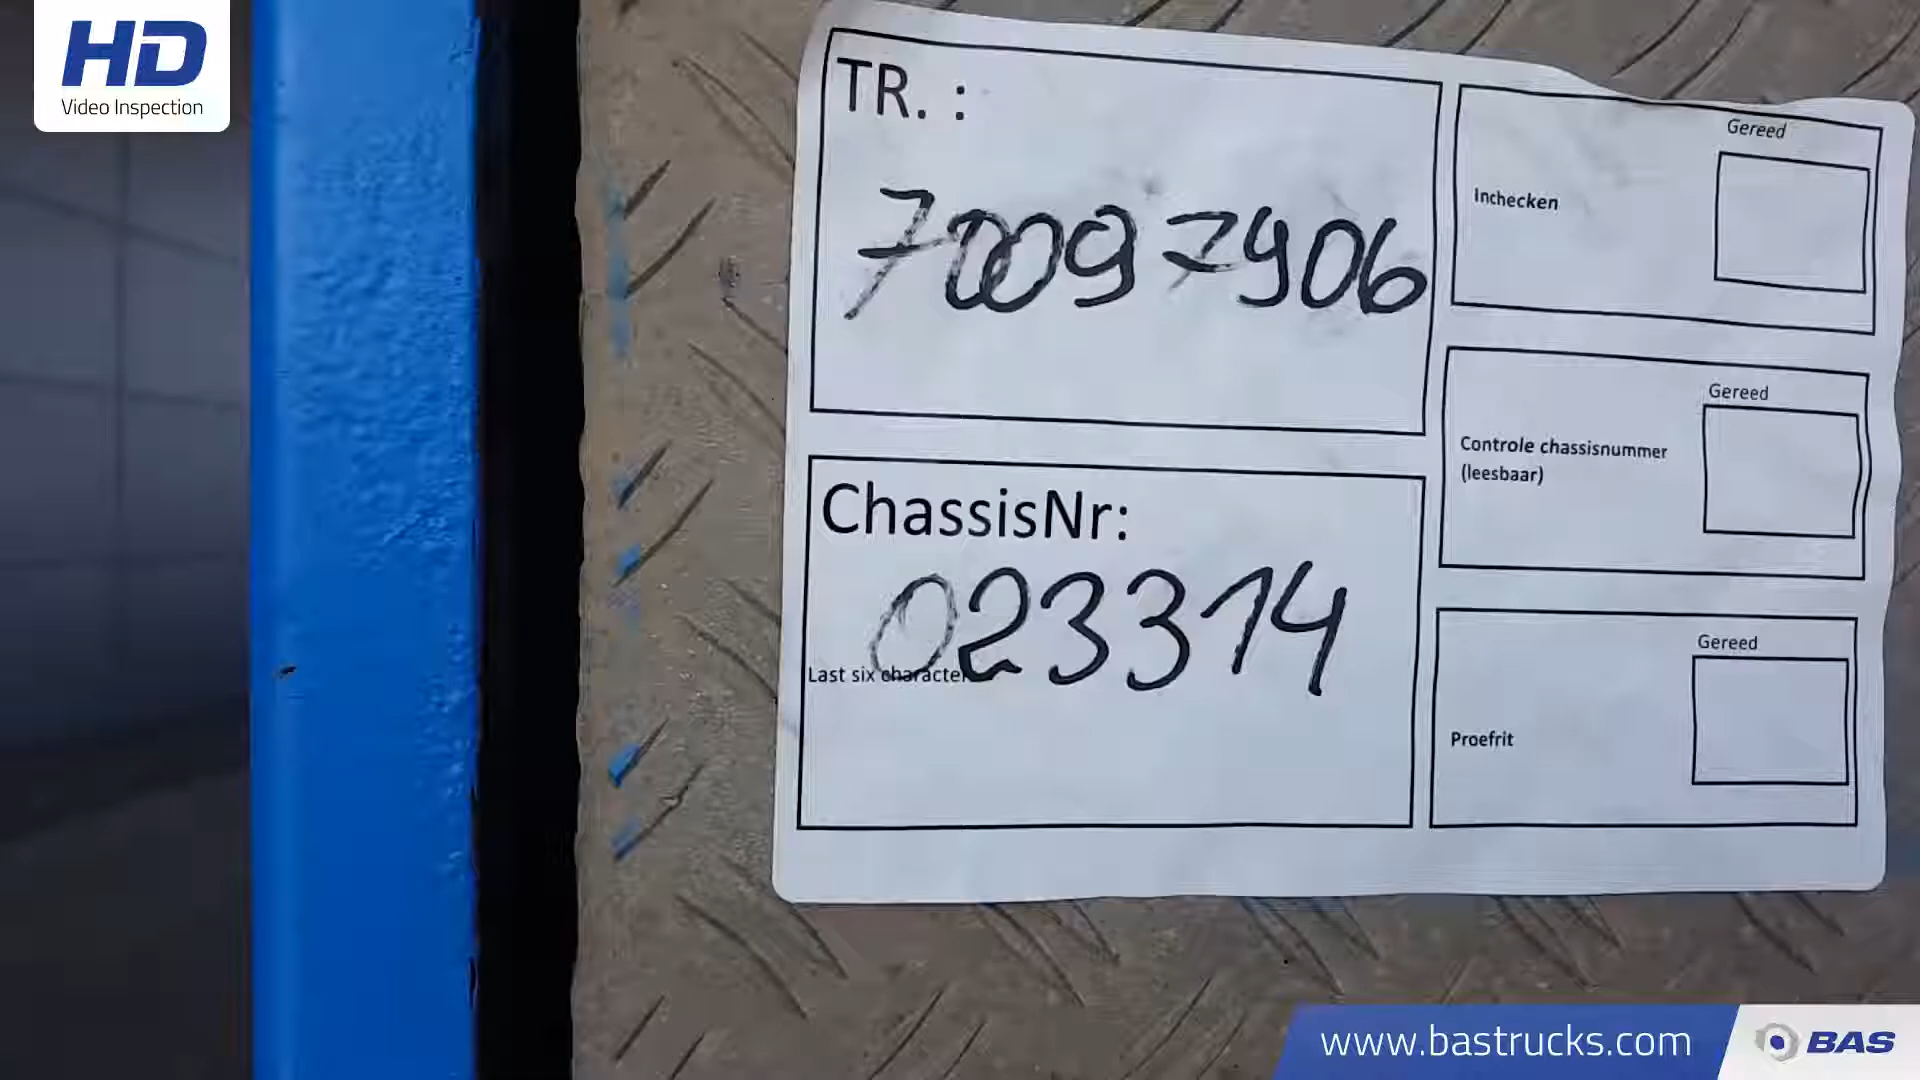 HD
Video Inspection
TR. :
70097906
ChassisNr:
023314
Last six character
Gereed
Inchecken
Gereed
Controle chassisnummer
(leesbaar)
Gereed
Proefrit
www.bastrucks.com
BAS